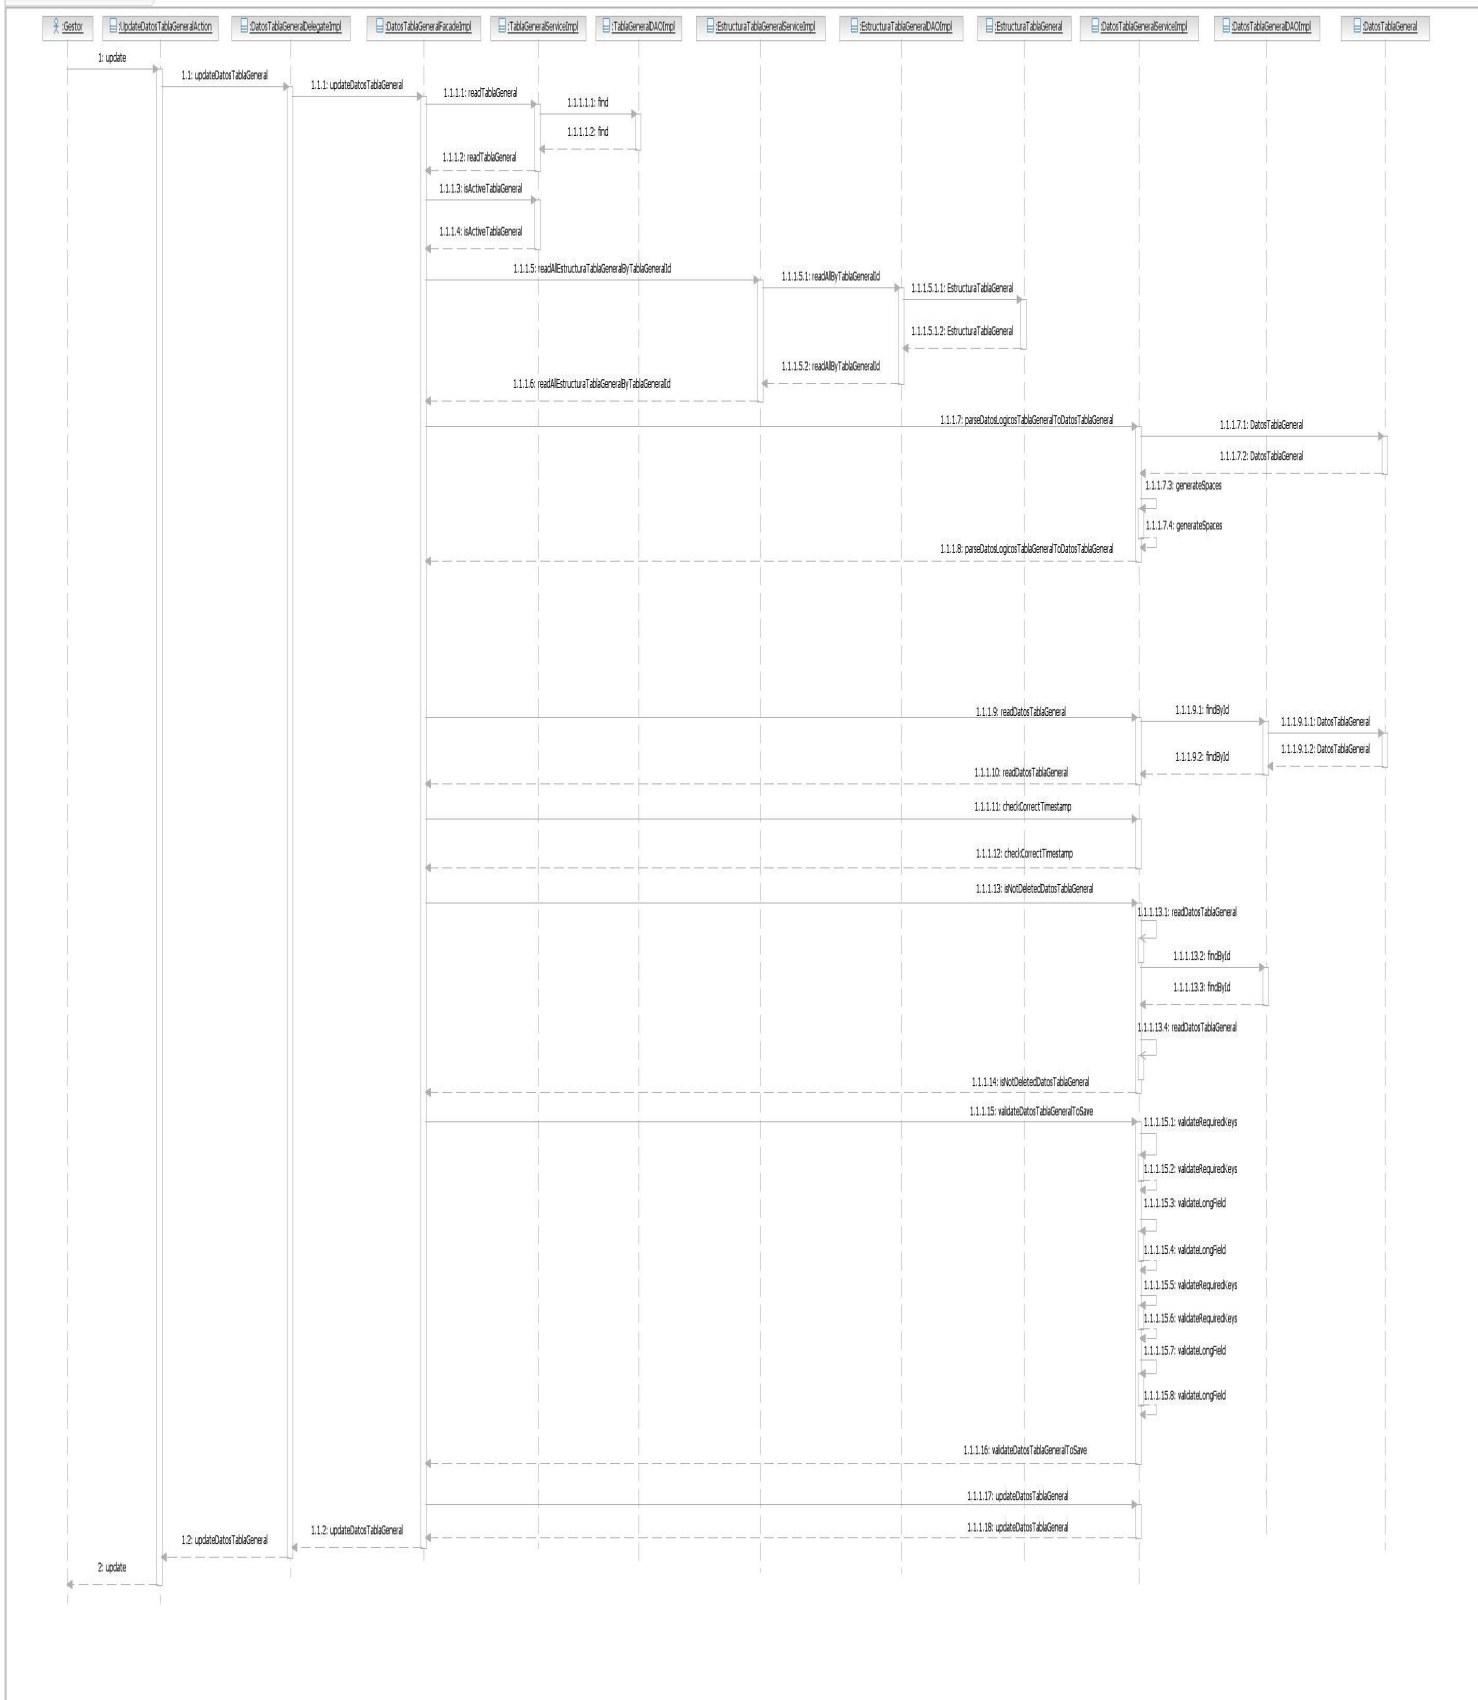 :Gestor :UpdateDatosTablaGeneralAction :DatosTablaGeneralDelegateImpl :DatosTablaGeneralFacadeImpl :TablaGeneralServiceImpl :TablaGeneralDAOImpl :EstructuraTablaGeneralServiceImpl :EstructuraTablaGeneralDAOImpl :EstructuraTablaGeneral :DatosTablaGeneralServiceImpl :DatosTablaGeneralDAOImpl :DatosTablaGeneral
1: update
1.1: updateDatosTablaGeneral
1.1.1: updateDatosTablaGeneral
1.1.1.1: readTablaGeneral
1.1.1.1.1: find
1.1.1.1.2: find
1.1.1.2: readTablaGeneral
1.1.1.3: isActiveTablaGeneral
1.1.1.4: isActiveTablaGeneral
1.1.1.5: readAllEstructuraTablaGeneralByTablaGeneralId
1.1.1.5.1: readAllByTablaGeneralId
1.1.1.5.1.1: EstructuraTablaGeneral
1.1.1.5.1.2: EstructuraTablaGeneral
1.1.1.5.2: readAllByTablaGeneralId
1.1.1.6: readAllEstructuraTablaGeneralByTablaGeneralId
1.1.1.7: parseDatosLogicosTablaGeneralToDatosTablaGeneral
1.1.1.7.1: DatosTablaGeneral
1.1.1.7.2: DatosTablaGeneral
1.1.1.7.3: generateSpaces
1.1.1.7.4: generateSpaces
1.1.1.8: parseDatosLogicosTablaGeneralToDatosTablaGeneral
1.1.1.9: readDatosTablaGeneral
1.1.1.9.1: findById
1.1.1.9.1.1: DatosTablaGeneral
1.1.1.9.1.2: DatosTablaGeneral
1.1.1.9.2: findById
1.1.1.10: readDatosTablaGeneral
1.1.1.11: checkCorrectTimestamp
1.1.1.12: checkCorrectTimestamp
1.1.1.13: isNotDeletedDatosTablaGeneral
1.1.1.13.1: readDatosTablaGeneral
1.1.1.13.2: findById
1.1.1.13.3: findById
1.1.1.13.4: readDatosTablaGeneral
1.1.1.14: isNotDeletedDatosTablaGeneral
1.1.1.15: validateDatosTablaGeneralToSave
1.1.1.15.1: validateRequiredKeys
1.1.1.15.2: validateRequiredKeys
1.1.1.15.3: validateLongField
1.1.1.15.4: validateLongField
1.1.1.15.5: validateRequiredKeys
1.1.1.15.6: validateRequiredKeys
1.1.1.15.7: validateLongField
1.1.1.15.8: validateLongField
1.1.1.16: validateDatosTablaGeneralToSave
1.1.1.17: updateDatosTablaGeneral
1.1.1.18: updateDatosTablaGeneral
1.1.2: updateDatosTablaGeneral
1.2: updateDatosTablaGeneral
2: update